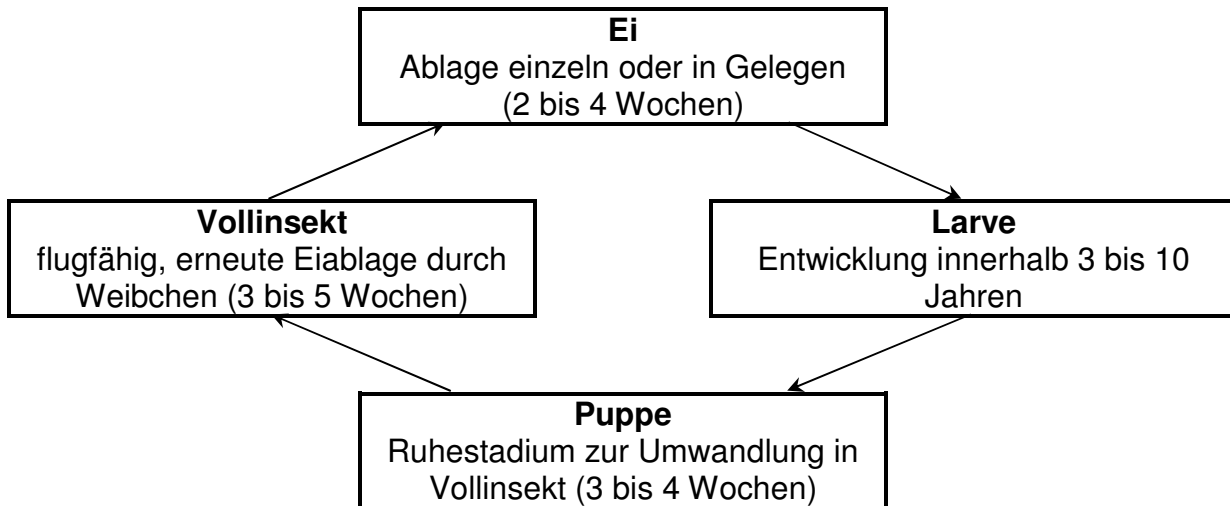 Ei
Ablage einzeln oder in Gelegen
(2 bis 4 Wochen)
Vollinsekt
flugfähig, erneute Eiablage durch
Weibchen (3 bis 5 Wochen)
Larve
Entwicklung innerhalb 3 bis 10
Jahren
Puppe
Ruhestadium zur Umwandlung in
Vollinsekt (3 bis 4 Wochen)